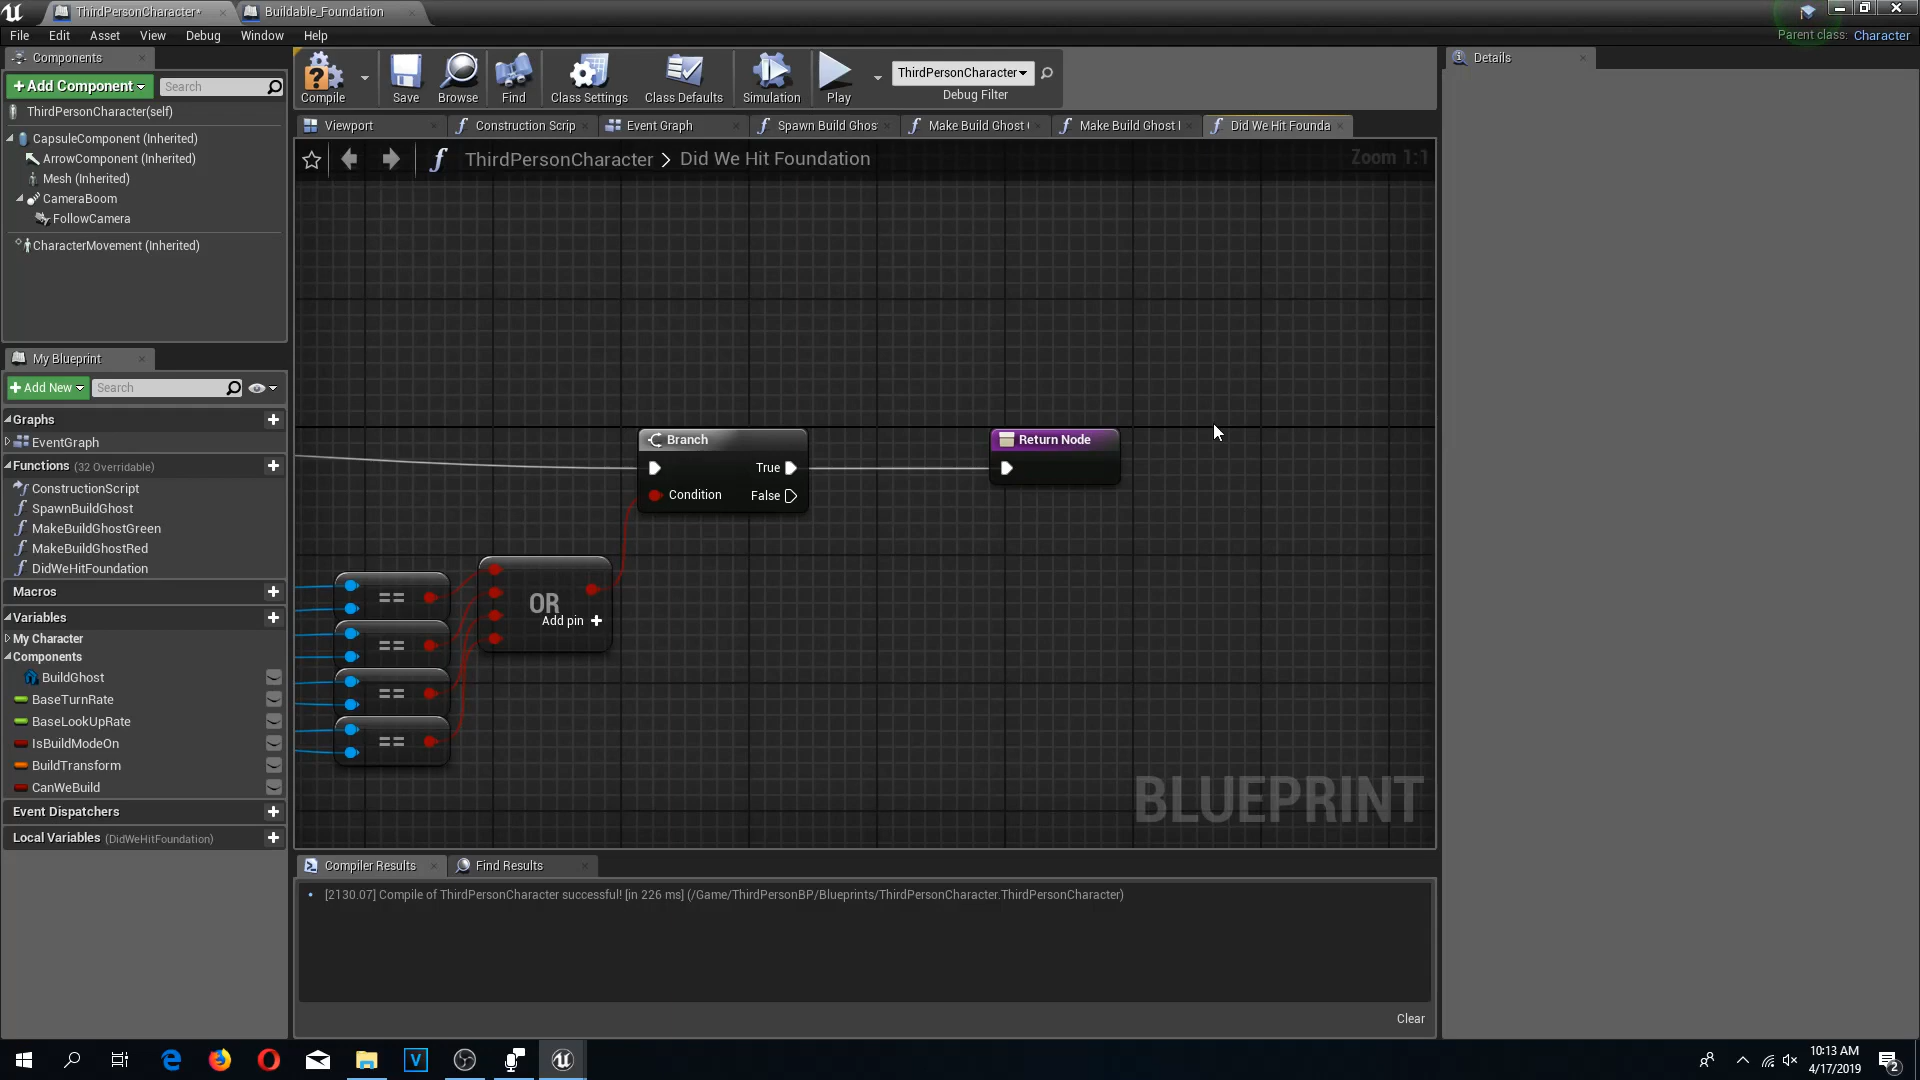 ThirdPersonCharacter*
Buildable_Foundation
File Edit Asset View Debug Window Help
Parent class: Character
Components
Add Component
Search
ThirdPersonCharacter(self)
CapsuleComponent (Inherited)
ArrowComponent (Inherited)
Mesh (Inherited)
CameraBoom
FollowCamera
CharacterMovement (Inherited)
My Blueprint
Add New
Search
Graphs
EventGraph
Functions (32 Overridable)
ConstructionScript
SpawnBuildGhost
MakeBuildGhostGreen
MakeBuildGhostRed
DidWeHitFoundation
Macros
Variables
My Character
Components
BuildGhost
BaseTurnRate
BaseLookUpRate
IsBuildModeOn
BuildTransform
CanWeBuild
Event Dispatchers
Local Variables (DidWeHitFoundation)
Compile Save Browse Find Class Settings Class Defaults Simulation Play
ThirdPersonCharacter
Debug Filter
Viewport
Construction Scrip
Event Graph
Spawn Build Ghos
Make Build Ghost
Make Build Ghost
Did We Hit Founda
ThirdPersonCharacter > Did We Hit Foundation
Zoom 1:1
Branch
True
Condition
False
Return Node
==
==
==
==
OR
Add pin +
BLUEPRINT
Compiler Results
Find Results
[2130.07] Compile of ThirdPersonCharacter successful! [in 226 ms] (/Game/ThirdPersonBP/Blueprints/ThirdPersonCharacter.ThirdPersonCharacter)
Clear
Details
10:13 AM
4/17/2019
2